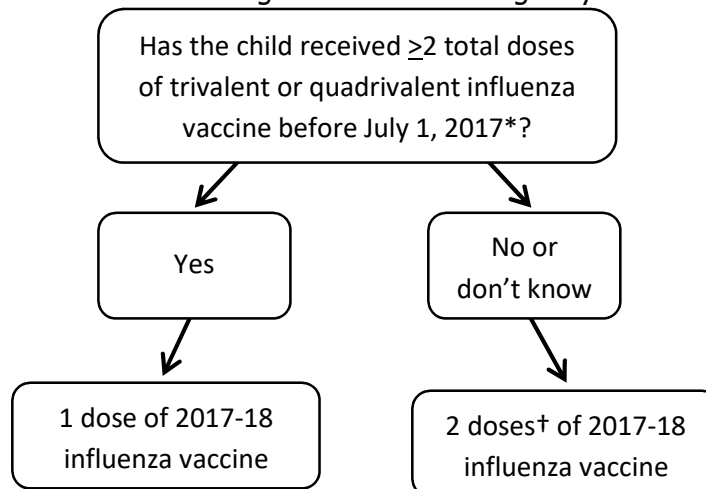 Has the child received ≥2 total doses
of trivalent or quadrivalent influenza
vaccine before July 1, 2017*?
Yes
No or
don’t know
1 dose of 2017-18
influenza vaccine
2 doses† of 2017-18
influenza vaccine